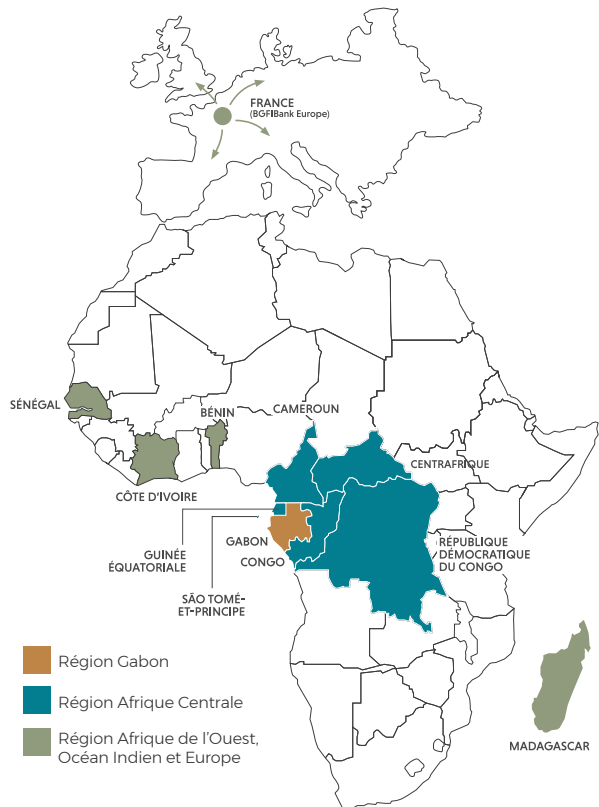 FRANCE
(BGFIBank Europe)
SÉNÉGAL
BÉNIN
CAMEROUN
CENTRAFRIQUE
CÔTE D'IVOIRE
GUINÉE
ÉQUATORIALE
GABON
CONGO
RÉPUBLIQUE
DÉMOCRATIQUE
DU CONGO
SÃO TOMÉ-
ET-PRINCIPE
MADAGASCAR
Région Gabon
Région Afrique Centrale
Région Afrique de l'Ouest,
Océan Indien et Europe